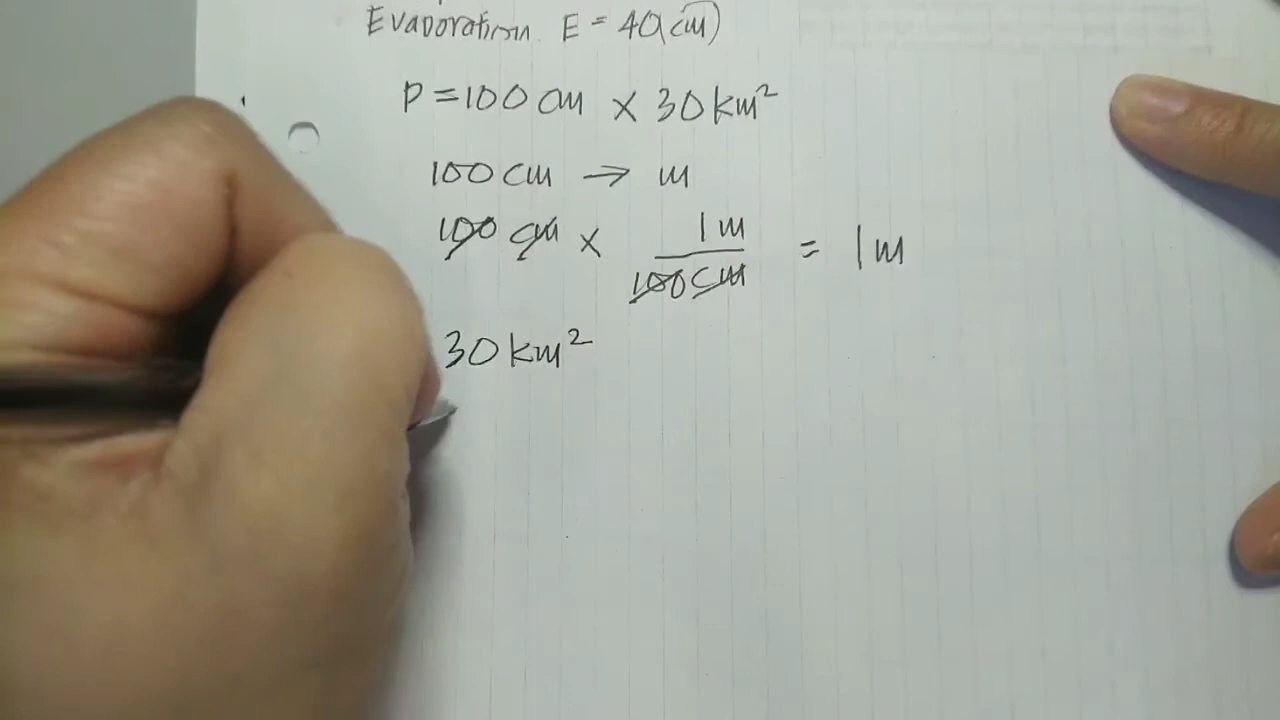 Evaporation E = 40(cm)
P = 100 cm × 30 km²
100 cm → m
100 cm × 1 m / 100 cm = 1 m
30 km²